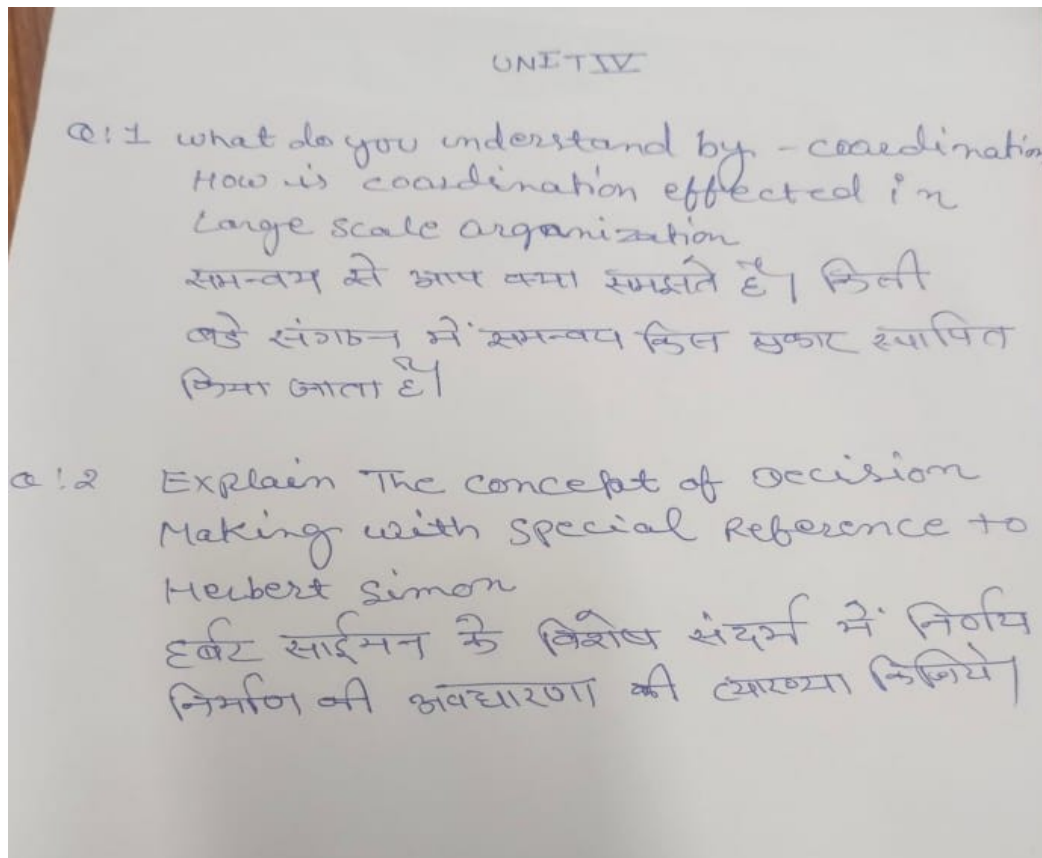 UNIT IV
Q:1 what do you understand by - coordination
How is coordination effected in
Large scale organization
समन्वय से आप क्या समझते है। किसी
बडे संगठन में समन्वय किस प्रकार स्थापित
किया जाता है।
Q:2 Explain The concept of Decision
Making with special Reference to
Herbert Simon
हर्बट साईमन के विशेष संदर्भ में निर्णय
निर्माण की अवधारणा की व्याख्या किजिये।